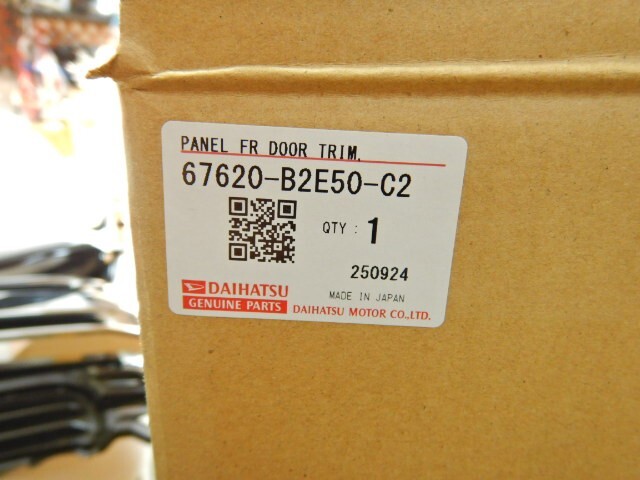 PANEL FR DOOR TRIM,
67620-B2E50-C2
QTY : 1
250924
DAIHATSU
GENUINE PARTS
MADE IN JAPAN
DAIHATSU MOTOR CO.,LTD.